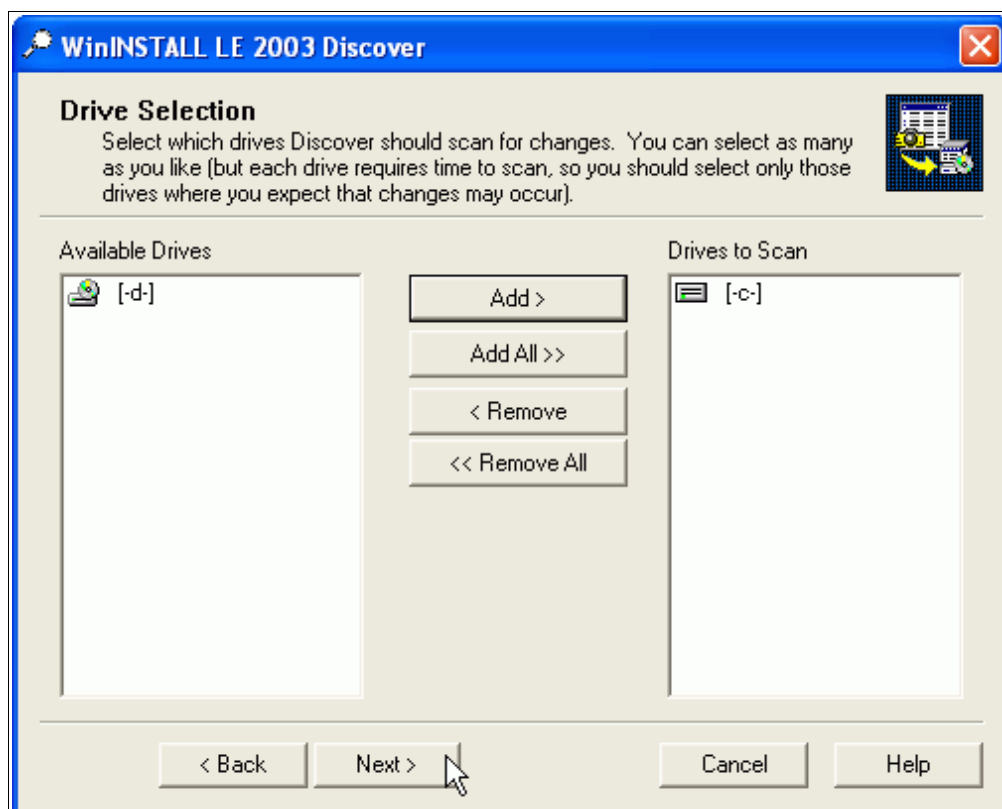 WinINSTALL LE 2003 Discover
Drive Selection
Select which drives Discover should scan for changes.  You can select as many
as you like (but each drive requires time to scan, so you should select only those
drives where you expect that changes may occur).
Available Drives
Drives to Scan
[-d-]
Add >
[-c-]
Add All >>
< Remove
<< Remove All
< Back
Next >
Cancel
Help